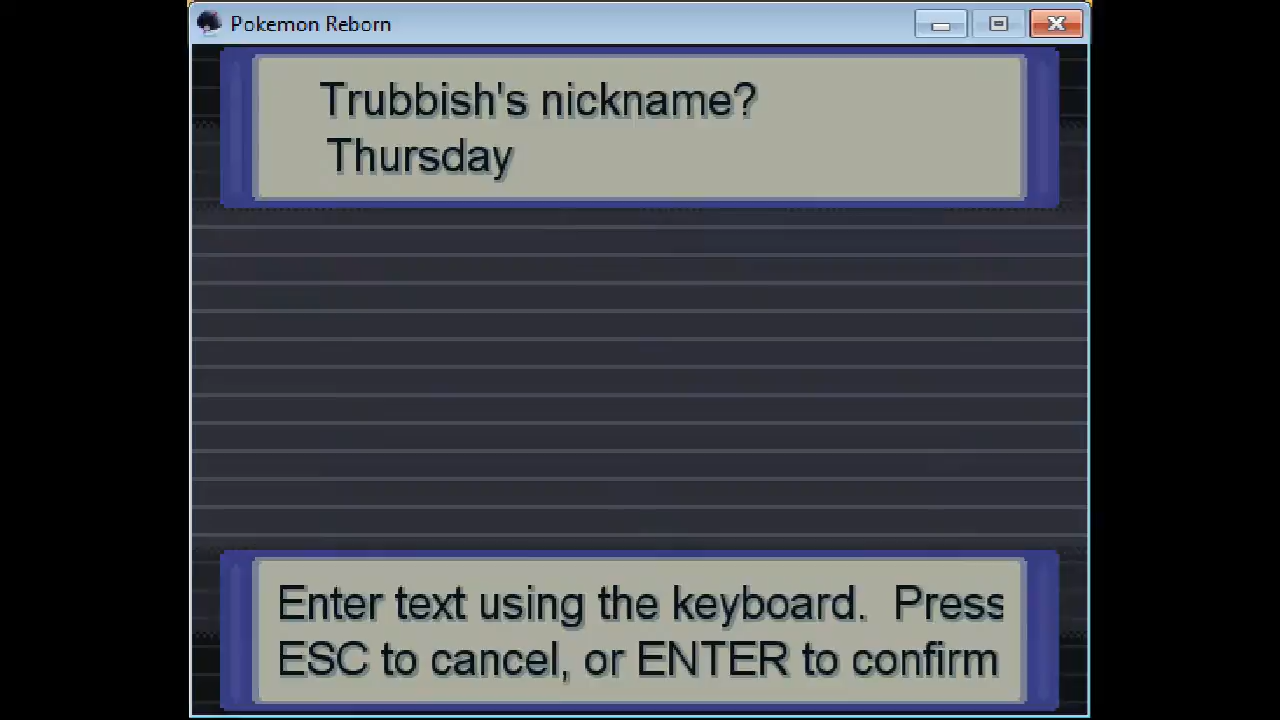 Pokemon Reborn
Trubbish's nickname?
Thursday
Enter text using the keyboard.  Press
ESC to cancel, or ENTER to confirm